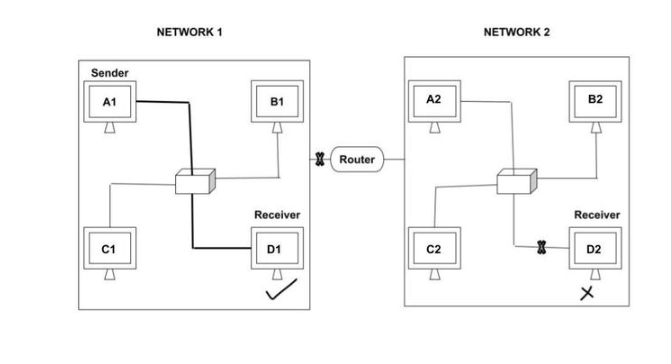 NETWORK 1
NETWORK 2
Sender
A1
B1
A2
B2
Router
Receiver
C1
D1
Receiver
C2
D2